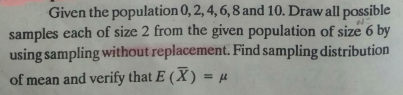 Given the population 0, 2, 4, 6, 8 and 10. Draw all possible
samples each of size 2 from the given population of size 6 by
using sampling without replacement. Find sampling distribution
of mean and verify that E (X̅) = μ